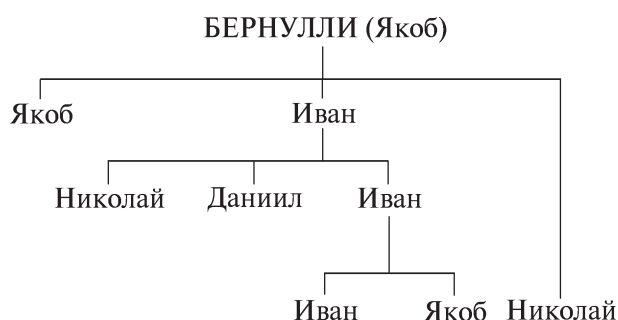 БЕРНУЛЛИ (Якоб)
Якоб Иван
Николай Даниил Иван
Иван Якоб Николай